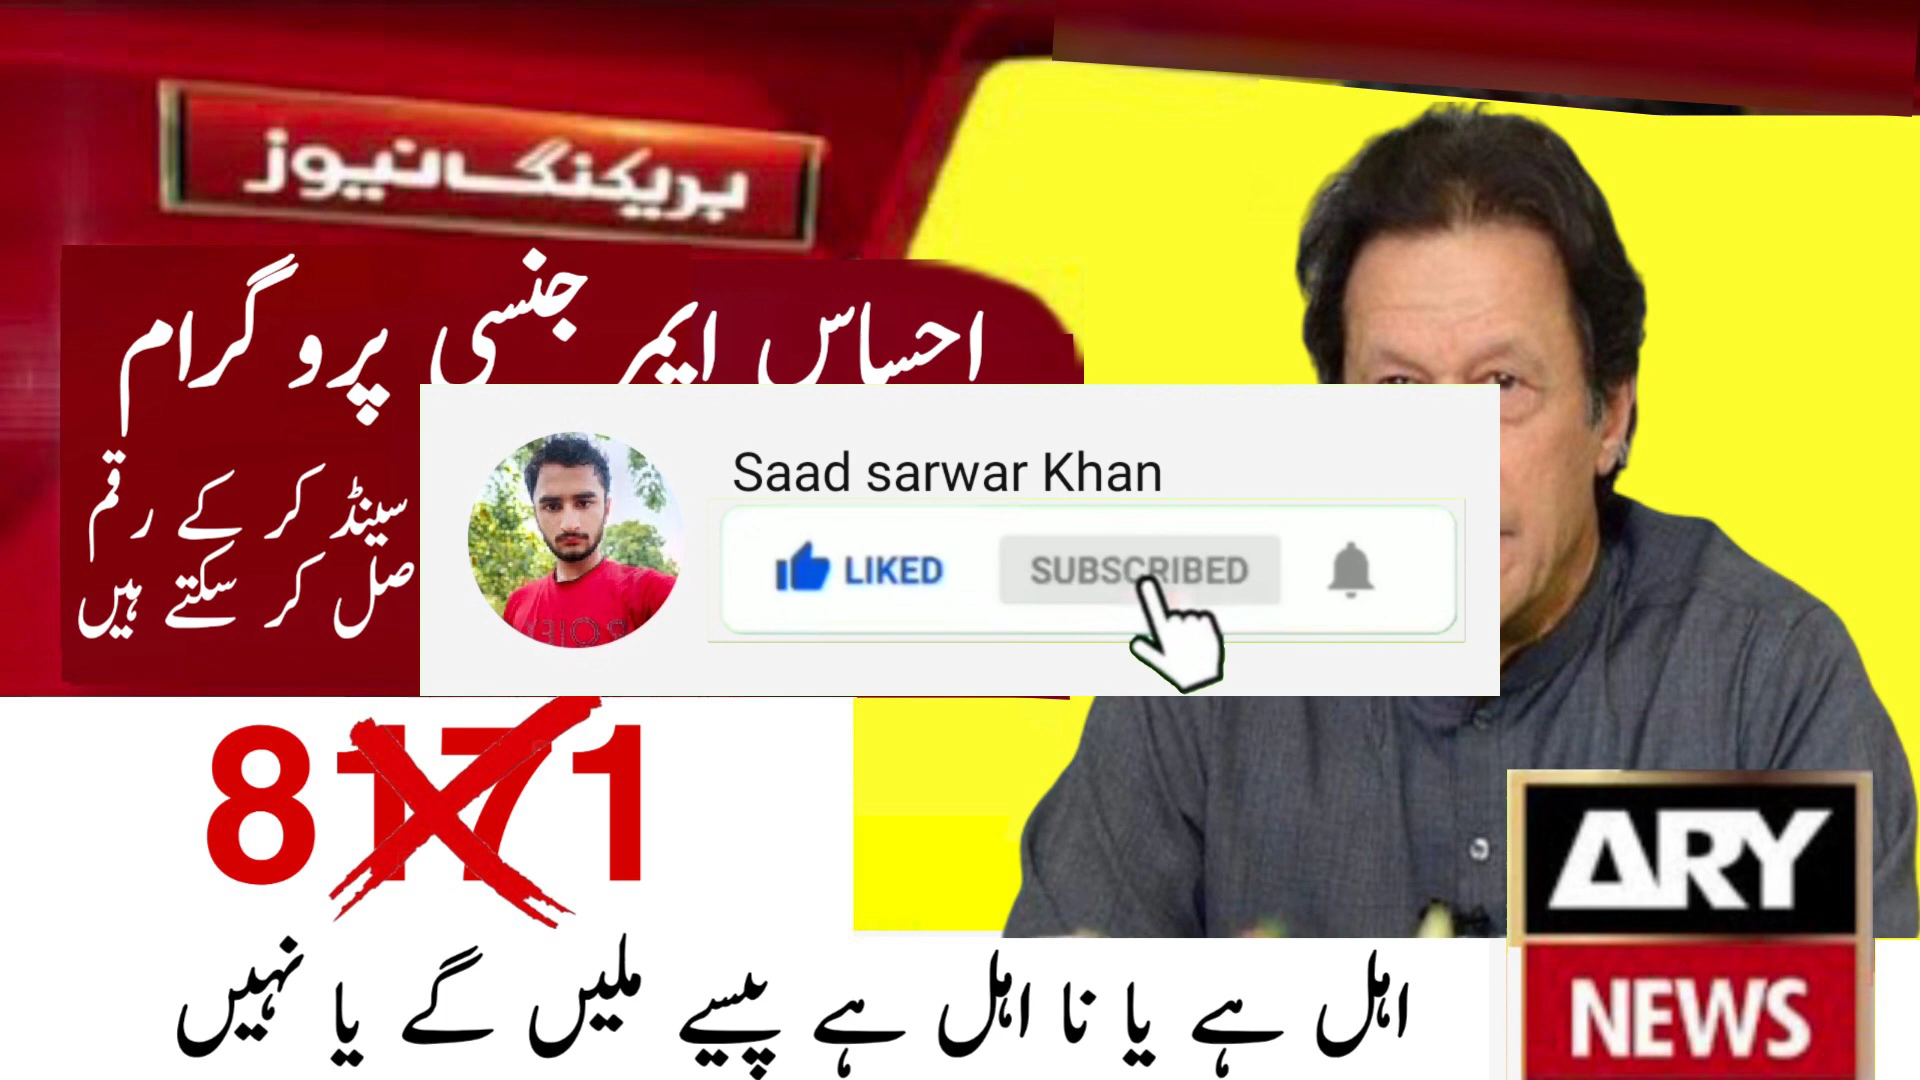 بریکنگ نیوز
احساس ایمرجنسی پروگرام
سینڈ کر کے رقم
صل کر سکتے ہیں
Saad sarwar Khan
LIKED
SUBSCRIBED
8171
اہل ہے یا نا اہل ہے پیسے ملیں گے یا نہیں
ARY
NEWS